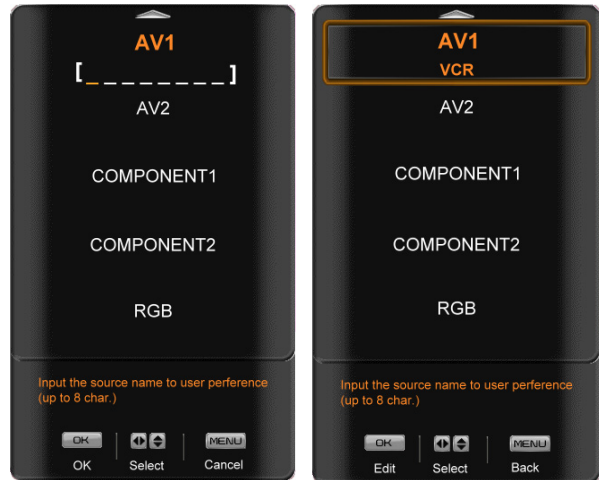 AV1
[_ _ _ _ _ _ _ _]
AV2
COMPONENT1
COMPONENT2
RGB
Input the source name to user perference
(up to 8 char.)
OK MENU
OK Select Cancel
AV1
VCR
AV2
COMPONENT1
COMPONENT2
RGB
Input the source name to user perference
(up to 8 char.)
OK MENU
Edit Select Back